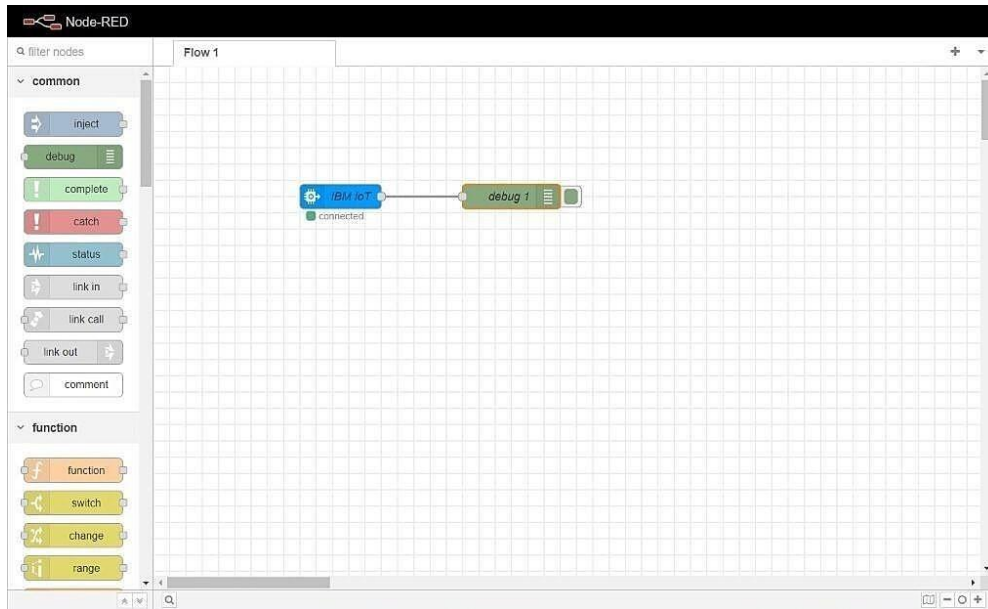 Node-RED
filter nodes
Flow 1
common
inject
debug
complete
catch
status
link in
link call
link out
comment
function
function
switch
change
range
IBM IoT
connected
debug 1